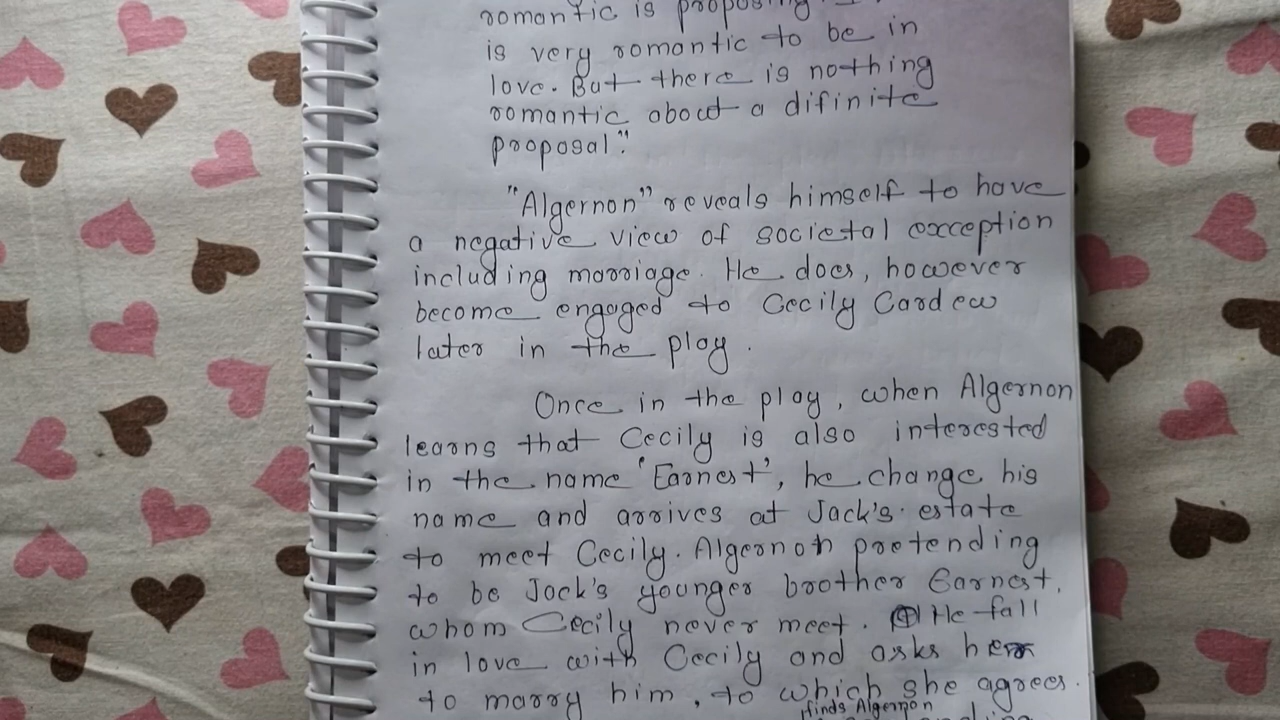 romantic is proposing
is very romantic to be in
love. But there is nothing
romantic about a difinite
proposal".
"Algernon" reveals himself to have
a negative view of societal exception
including marriage. He does, however
become engaged to Cecily Cardew
later in the play.
Once in the play, when Algernon
learns that Cecily is also interested
in the name 'Earnest', he change his
name and arrives at Jack's estate
to meet Cecily. Algernon pretending
to be Jack's younger brother Earnest,
whom Cecily never meet. He fall
in love with Cecily and asks her
to marry him, to which she agrees.
finds Algernon